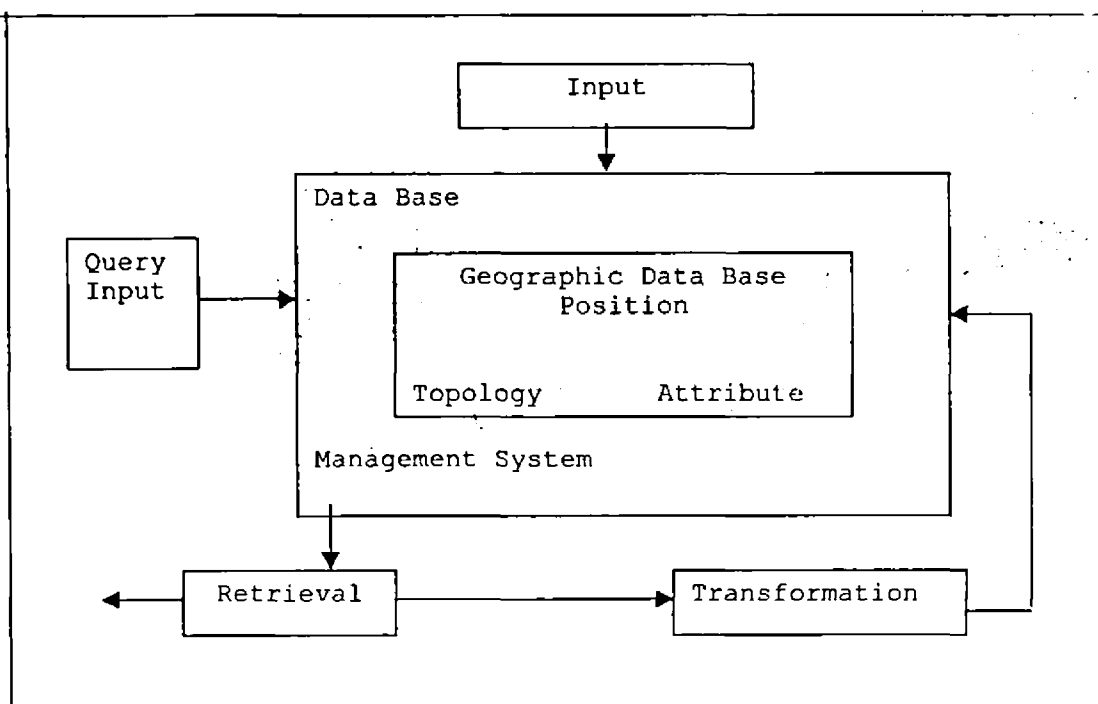 Input
Data Base
Query
Input
Geographic Data Base
Position
Topology Attribute
Management System
Retrieval
Transformation